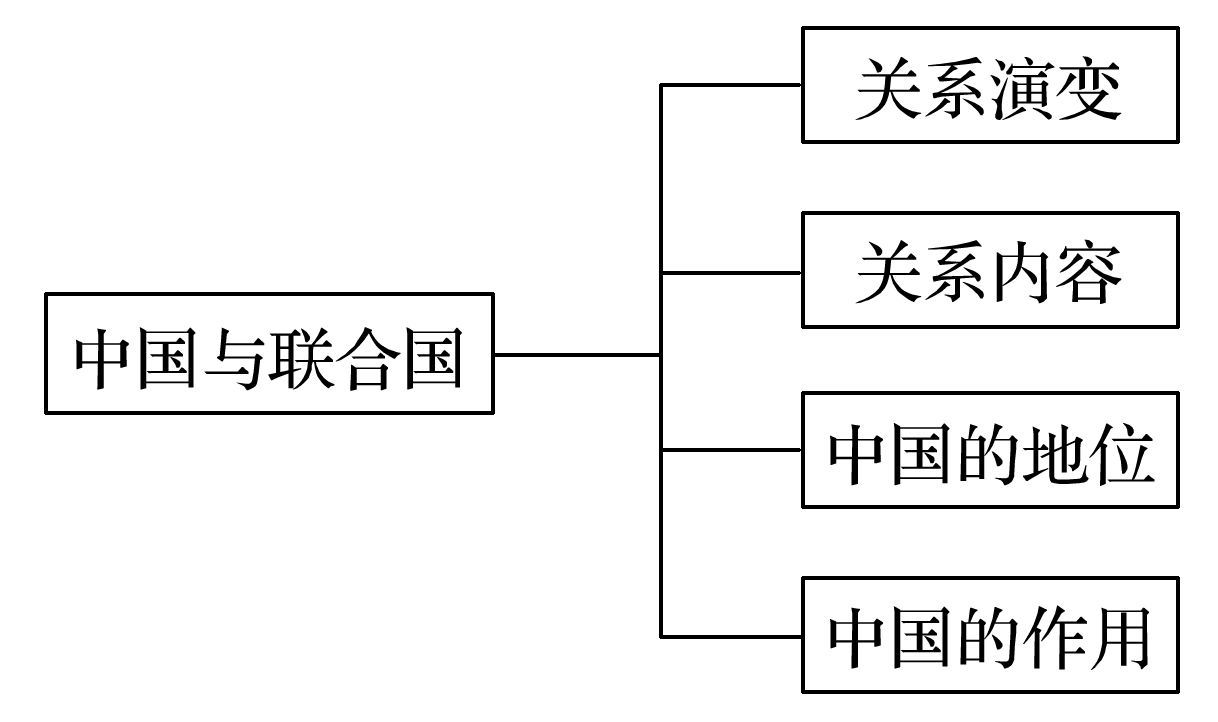 中国与联合国
关系演变
关系内容
中国的地位
中国的作用